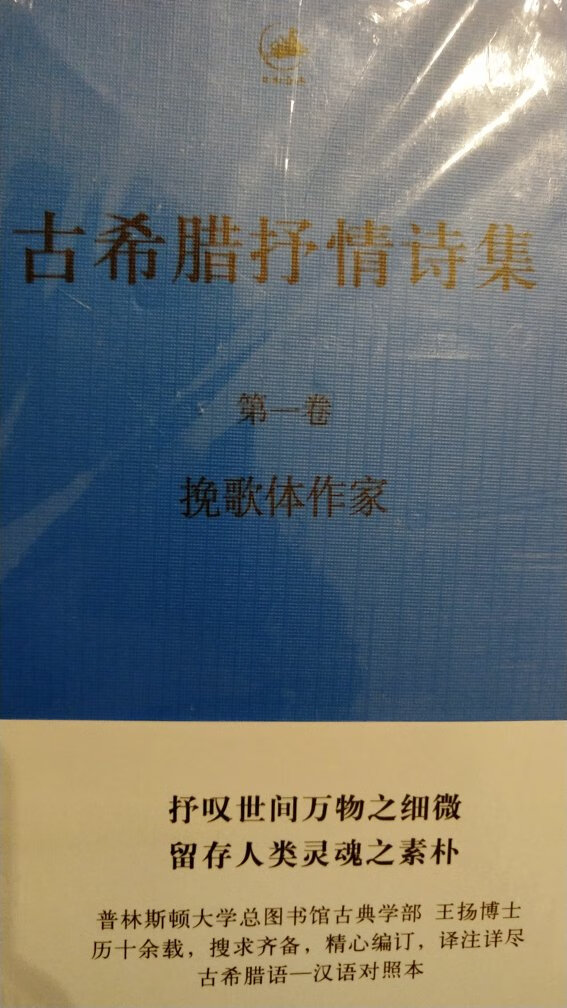 古希腊抒情诗集
第一卷
挽歌体作家
抒叹世间万物之细微
留存人类灵魂之素朴
普林斯顿大学总图书馆古典学部 王扬博士
历十余载，搜求齐备，精心编订，译注详尽
古希腊语—汉语对照本